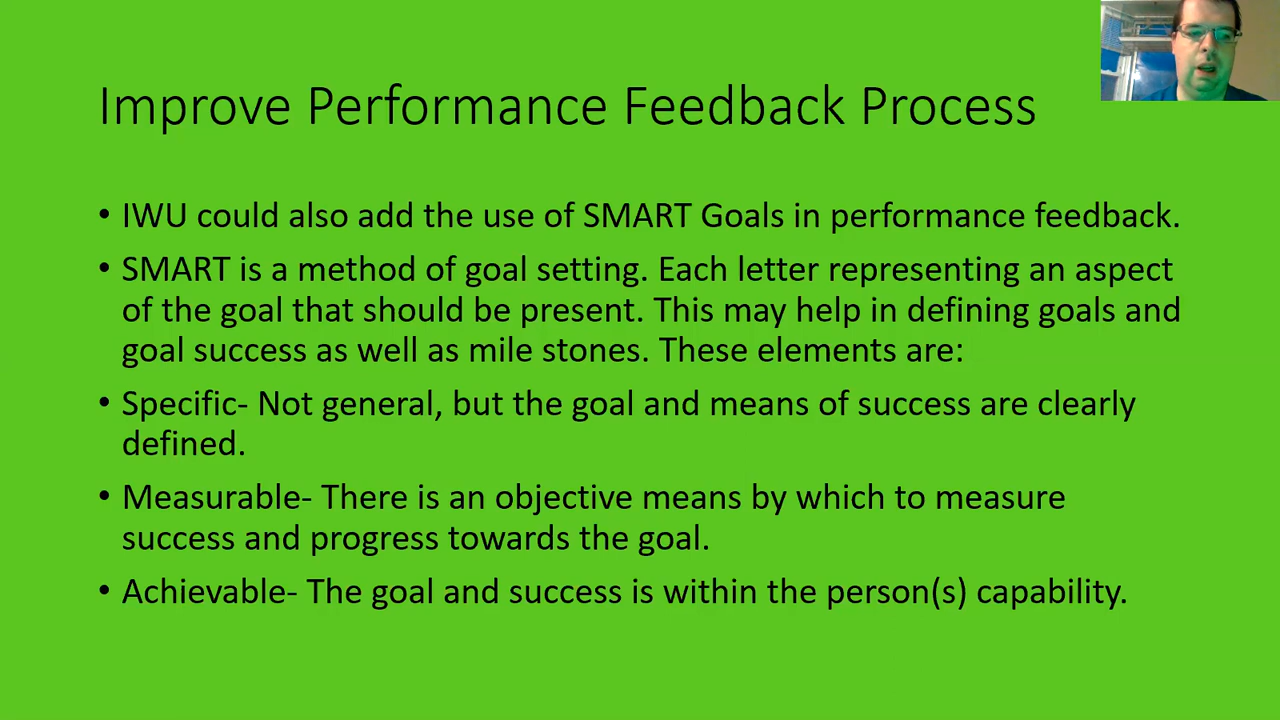 Improve Performance Feedback Process
• IWU could also add the use of SMART Goals in performance feedback.
• SMART is a method of goal setting. Each letter representing an aspect
of the goal that should be present. This may help in defining goals and
goal success as well as mile stones. These elements are:
• Specific- Not general, but the goal and means of success are clearly
defined.
• Measurable- There is an objective means by which to measure
success and progress towards the goal.
• Achievable- The goal and success is within the person(s) capability.